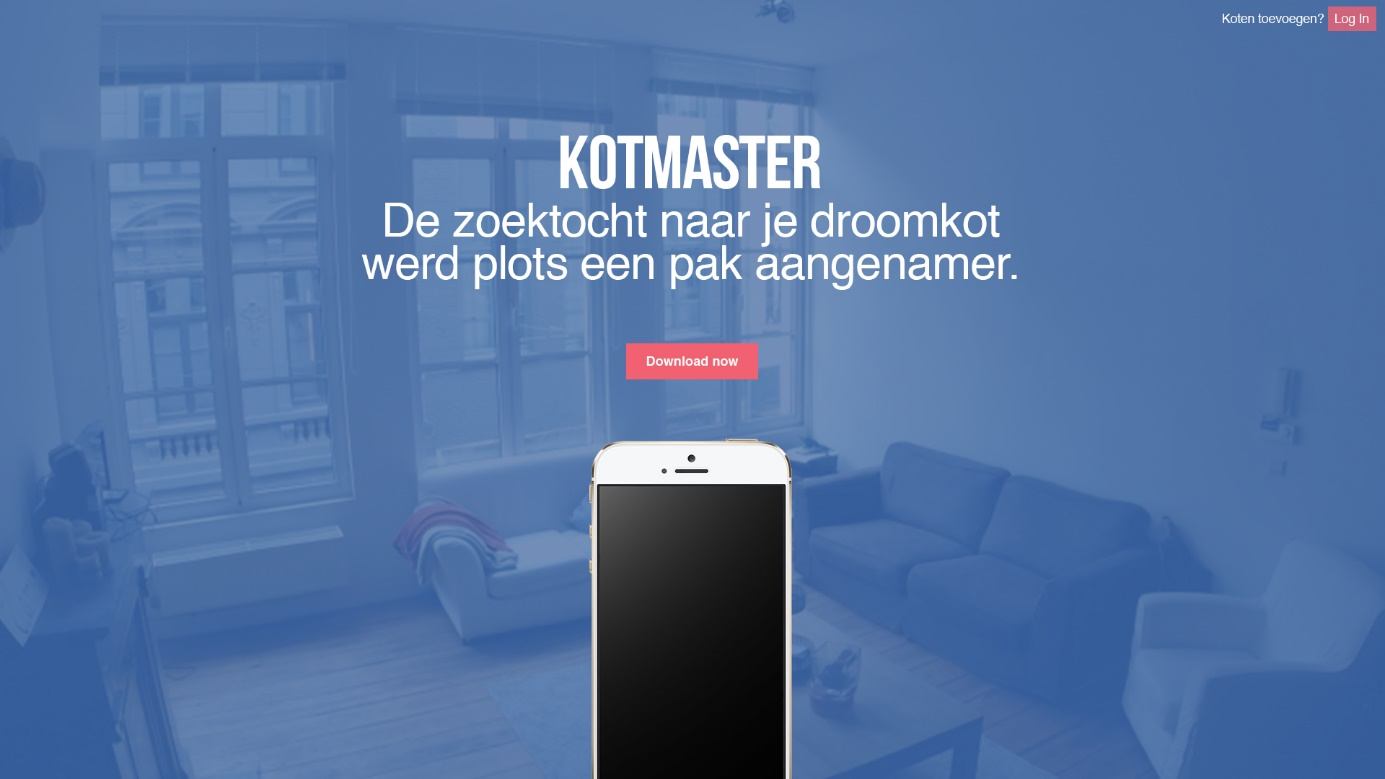 Koten toevoegen? Log In
KOTMASTER
De zoektocht naar je droomkot
werd plots een pak aangenamer.
Download now